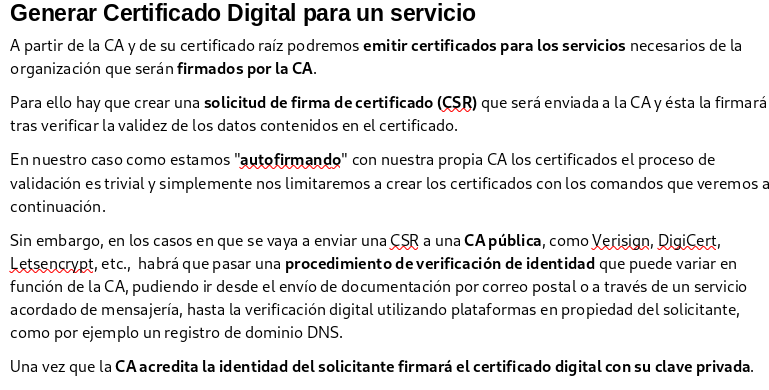 Generar Certificado Digital para un servicio
A partir de la CA y de su certificado raíz podremos emitir certificados para los servicios necesarios de la
organización que serán firmados por la CA.
Para ello hay que crear una solicitud de firma de certificado (CSR) que será enviada a la CA y ésta la firmará
tras verificar la validez de los datos contenidos en el certificado.
En nuestro caso como estamos "autofirmando" con nuestra propia CA los certificados el proceso de
validación es trivial y simplemente nos limitaremos a crear los certificados con los comandos que veremos a
continuación.
Sin embargo, en los casos en que se vaya a enviar una CSR a una CA pública, como Verisign, DigiCert,
Letsencrypt, etc., habrá que pasar una procedimiento de verificación de identidad que puede variar en
función de la CA, pudiendo ir desde el envío de documentación por correo postal o a través de un servicio
acordado de mensajería, hasta la verificación digital utilizando plataformas en propiedad del solicitante,
como por ejemplo un registro de dominio DNS.
Una vez que la CA acredita la identidad del solicitante firmará el certificado digital con su clave privada.